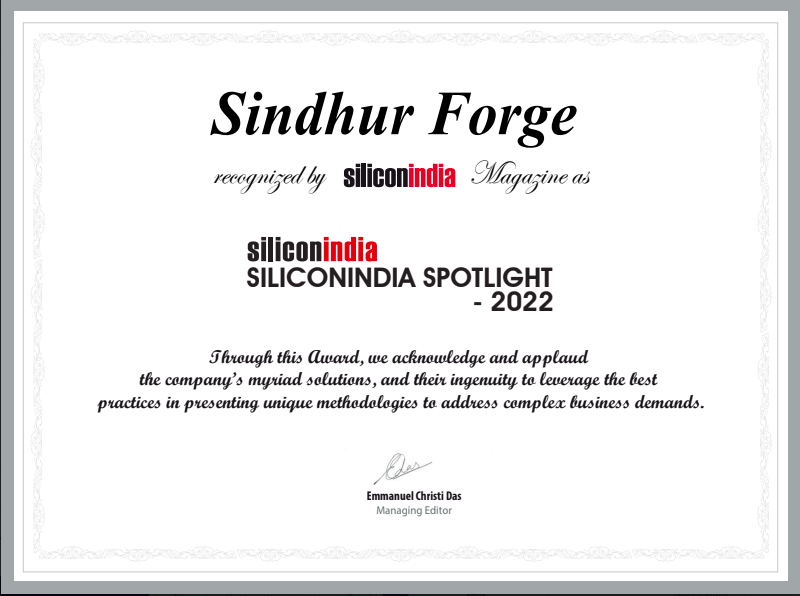 Sindhur Forge
recognized by siliconindia Magazine as
siliconindia
SILICONINDIA SPOTLIGHT
- 2022
Through this Award, we acknowledge and applaud
the company's myriad solutions, and their ingenuity to leverage the best
practices in presenting unique methodologies to address complex business demands.
Emmanuel Christi Das
Managing Editor